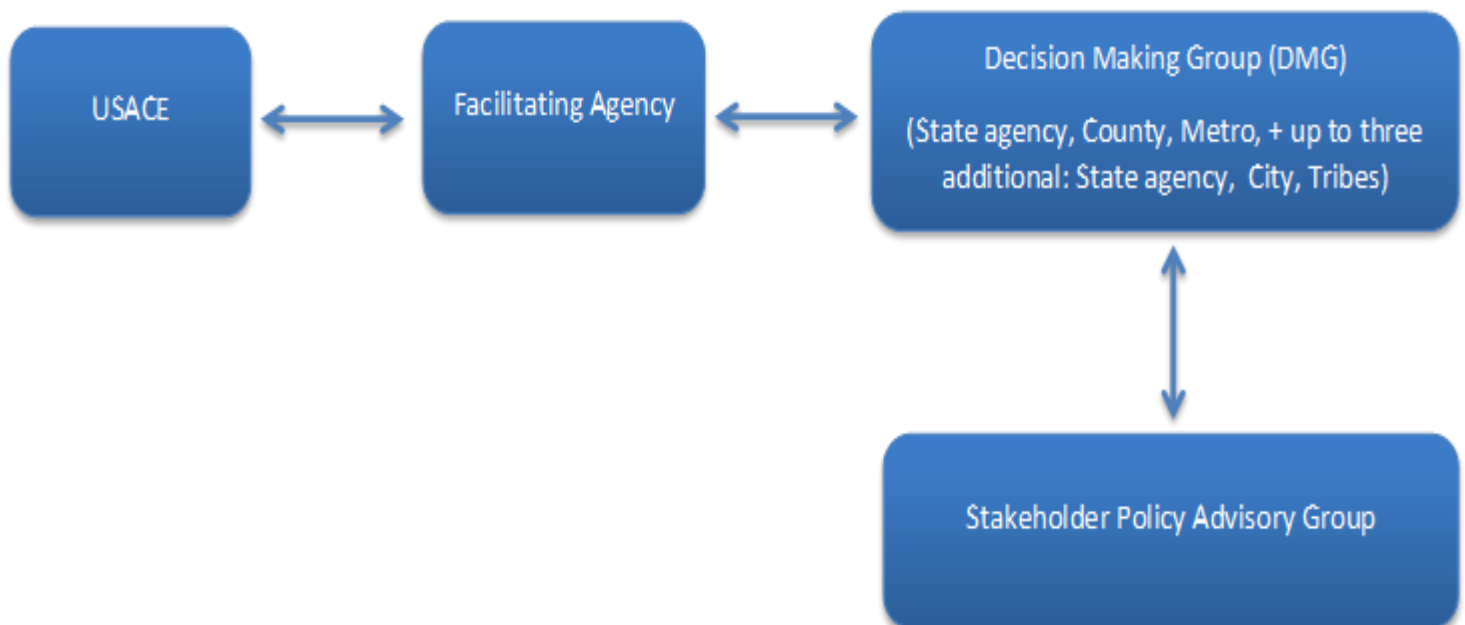 USACE
Facilitating Agency
Decision Making Group (DMG)
(State agency, County, Metro, + up to three
additional: State agency, City, Tribes)
Stakeholder Policy Advisory Group